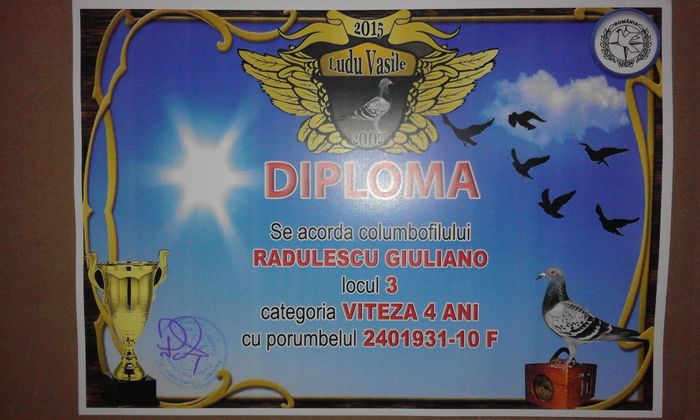 2015
ROMÂNIA
Ludu Vasile
UCPR
2002
DIPLOMA
Se acorda columbofilului
RADULESCU GIULIANO
locul 3
categoria VITEZA 4 ANI
cu porumbelul 2401931-10 F